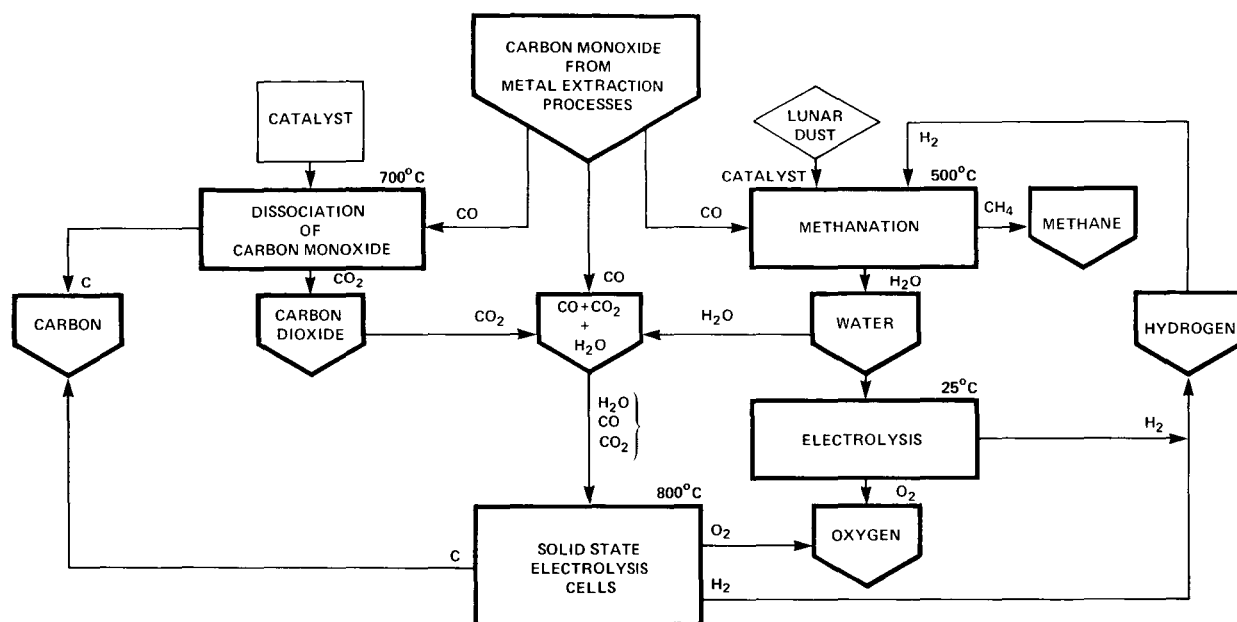 CARBON MONOXIDE
FROM
METAL EXTRACTION
PROCESSES
CATALYST
LUNAR
DUST
H₂
700°C
CATALYST
500°C
DISSOCIATION
OF
CARBON MONOXIDE
CO
CO
METHANATION
CH₄
METHANE
C
CO₂
CO
H₂O
CARBON
CARBON
DIOXIDE
CO₂
CO+CO₂
+
H₂O
H₂O
WATER
HYDROGEN
H₂O
CO
CO₂
25°C
ELECTROLYSIS
H₂
800°C
O₂
SOLID STATE
ELECTROLYSIS
CELLS
O₂
OXYGEN
C
H₂